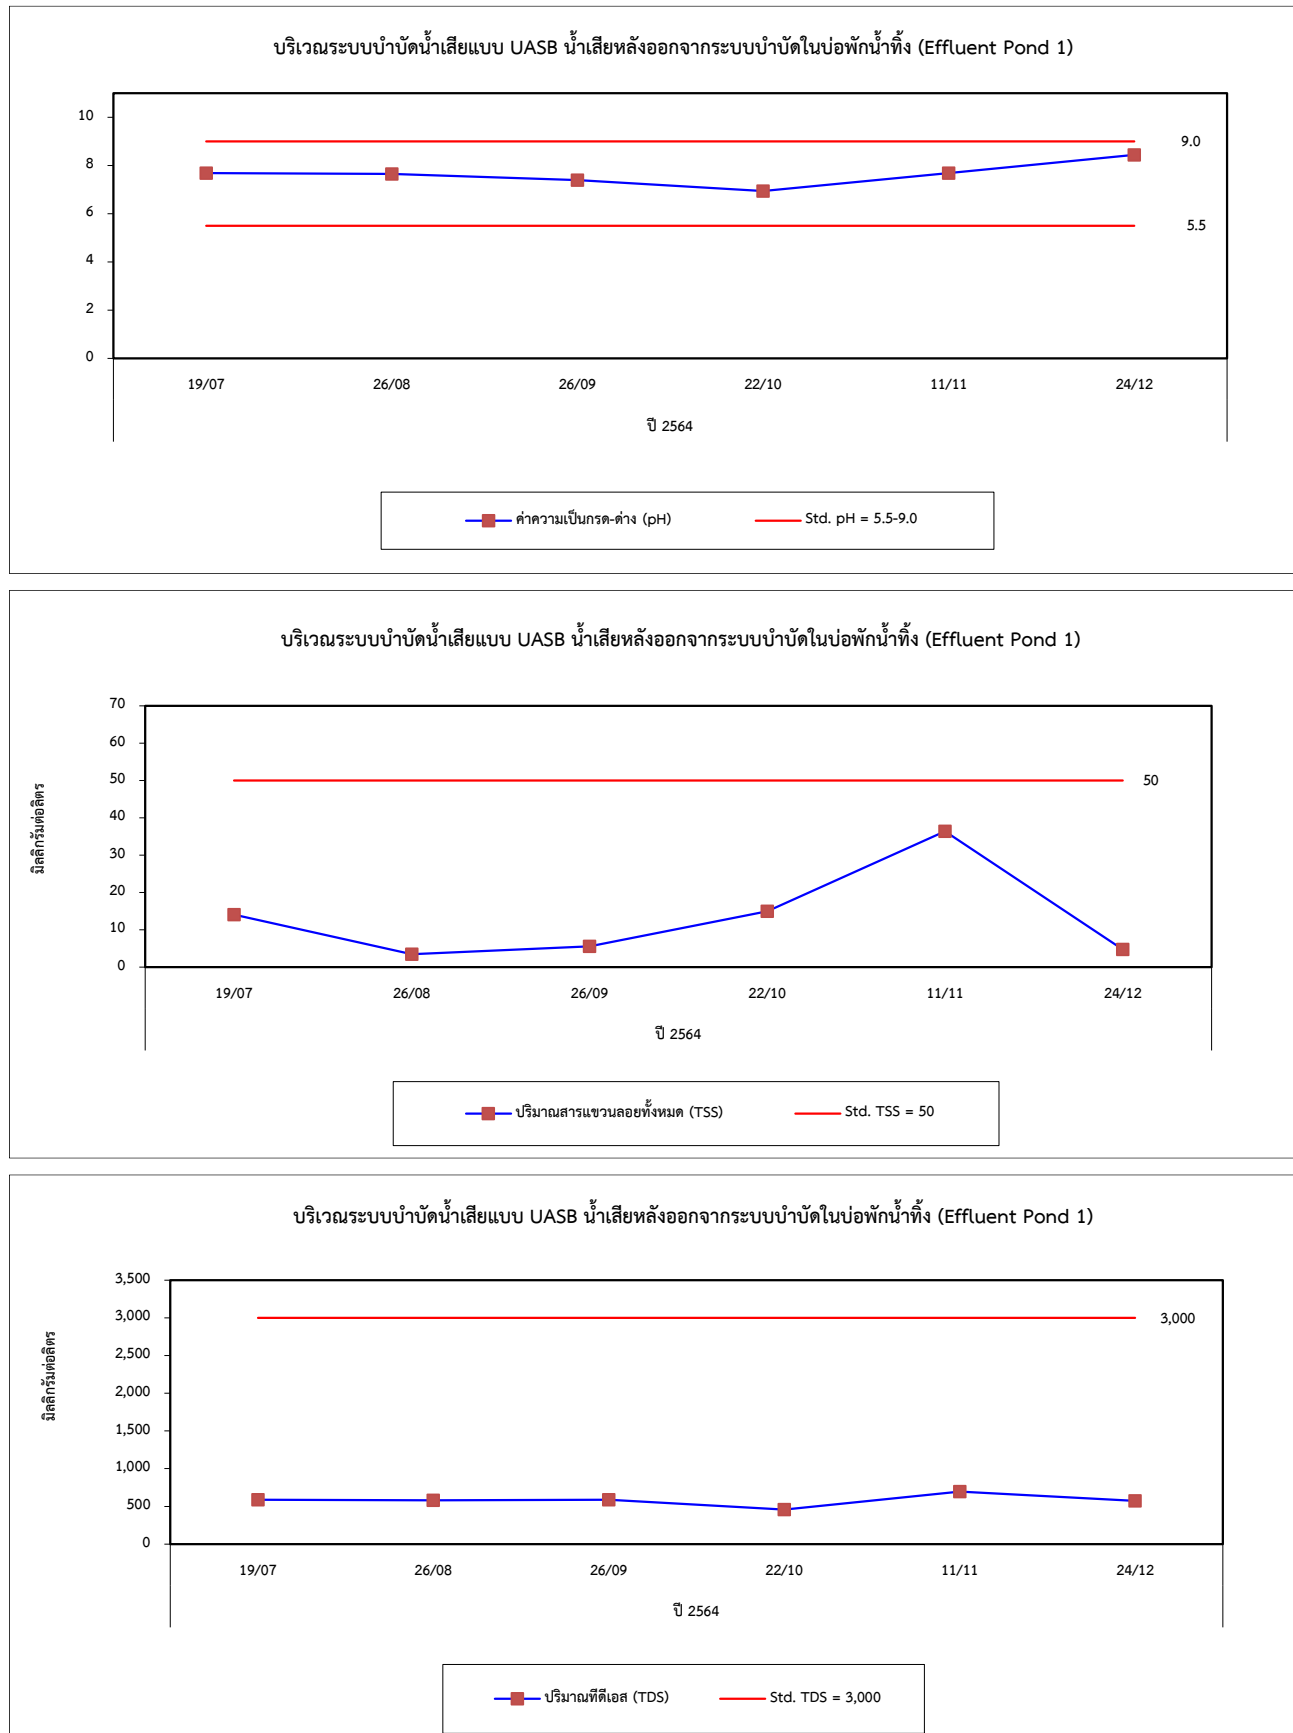 บริเวณระบบบำบัดน้ำเสียแบบ UASB น้ำเสียหลังออกจากระบบบำบัดในบ่อพักน้ำทิ้ง (Effluent Pond 1)
10
8
6
4
2
0
9.0
5.5
19/07 26/08 26/09 22/10 11/11 24/12
ปี 2564
ค่าความเป็นกรด-ด่าง (pH) Std. pH = 5.5-9.0
บริเวณระบบบำบัดน้ำเสียแบบ UASB น้ำเสียหลังออกจากระบบบำบัดในบ่อพักน้ำทิ้ง (Effluent Pond 1)
มิลลิกรัมต่อลิตร
70
60
50
40
30
20
10
0
50
19/07 26/08 26/09 22/10 11/11 24/12
ปี 2564
ปริมาณสารแขวนลอยทั้งหมด (TSS) Std. TSS = 50
บริเวณระบบบำบัดน้ำเสียแบบ UASB น้ำเสียหลังออกจากระบบบำบัดในบ่อพักน้ำทิ้ง (Effluent Pond 1)
มิลลิกรัมต่อลิตร
3,500
3,000
2,500
2,000
1,500
1,000
500
0
3,000
19/07 26/08 26/09 22/10 11/11 24/12
ปี 2564
ปริมาณทีดีเอส (TDS) Std. TDS = 3,000